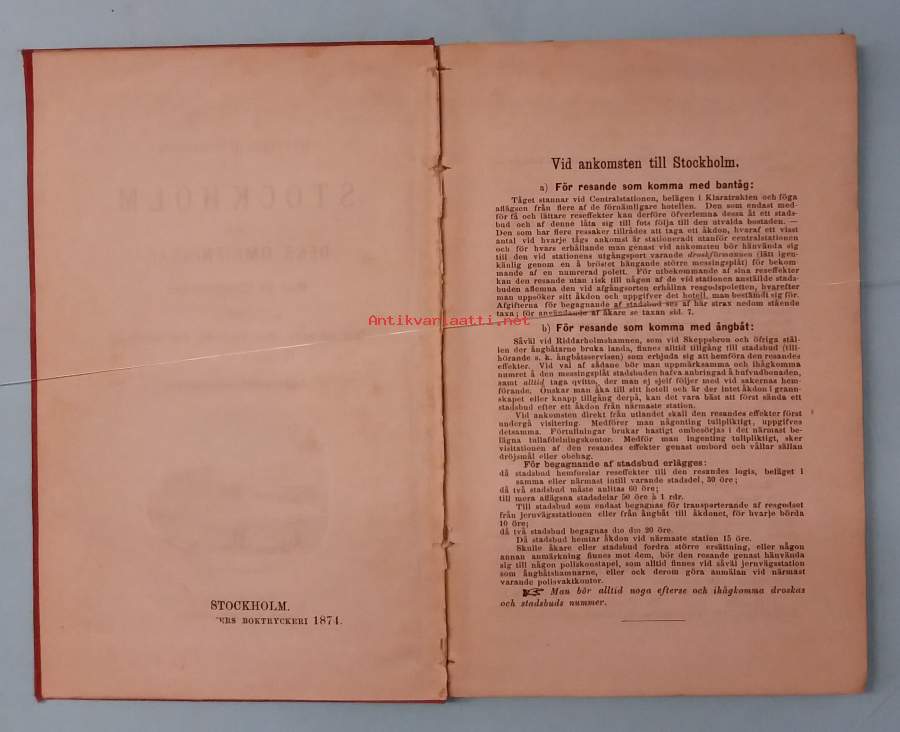 STOCKHOLM.
ERS BOKTRYCKERI 1874.
Vid ankomsten till Stockholm.
a) För resande som komma med bantåg:
Tåget stannar vid Centralstationen, belägen i Klaratrakten och föga
aflägsen från flere af de förnämligare hotellen. Den som endast med-
för få och lättare reseffekter kan derföre öfverlemna dessa åt ett stads-
bud och af denne låta sig till fots följa till den utvalda bostaden. —
Den som har flere ressaker tillrådes att taga ett åkdon, hvaraf ett visst
antal vid hvarje tågs ankomst är stationeradt utanför centralstationen
och för hvars erhållande man genast vid ankomsten bör hänvända sig
till den vid stationens utgångsport varande droskförmannen (lätt igen-
känlig genom en å bröstet hängande större messingsplåt) för bekom-
mande af en numrerad polett. För utbekommande af sina reseffekter
kan den resande utan risk till någon af de vid stationen anställde stads-
buden aflemna den vid afgångsorten erhållna resgodspoletten, hvarefter
man uppsöker sitt åkdon och uppgifver det hotell, man bestämdt sig för.
Afgifterna för begagnande af stadsbud ses af här strax nedom stående
taxa; för användande af åkare se taxan sid. 7.
Antikvariaatti.net
b) För resande som komma med ångbåt:
Såväl vid Riddarholmshamnen, som vid Skeppsbron och öfriga stäl-
len der ångbåtarne bruka landa, finnes alltid tillgång till stadsbud (till-
hörande s. k. ångbåtsservisen) som erbjuda sig att hemföra den resandes
effekter. Vid val af sådane bör man uppmärksamma och ihågkomma
numret å den messingsplåt stadsbuden hafva anbringad å hufvudbonaden,
samt alltid taga qvitto, der man ej sjelf följer med vid sakernas hem-
förande. Önskar man åka till sitt hotell och är der intet åkdon i grann-
skapet eller knapp tillgång derpå, kan det vara bäst att först sända ett
stadsbud efter ett åkdon från närmaste station.
Vid ankomsten direkt från utlandet skall den resandes effekter först
undergå visitering. Medförer man någonting tullpliktigt, uppgifves
detsamma. Förtullningar brukar hastigt ombesörjas i det närmast be-
lägna tullafdelningskontor. Medför man ingenting tullpliktigt, sker
visitationen af den resandes effekter genast ombord och vållar sällan
dröjsmål eller obehag.
För begagnande af stadsbud erlägges:
då stadsbud hemforslar reseffekter till den resandes logis, beläget i
samma eller närmast intill varande stadsdel, 30 öre;
då två stadsbud måste anlitas 60 öre;
till mera aflägsna stadsdelar 50 öre à 1 rdr.
Till stadsbud som endast begagnas för transporterande af resgodset
från jernvägsstationen eller från ångbåt till åkdonet, för hvarje börda
10 öre;
då två stadsbud begagnas d:o d:o 20 öre.
Då stadsbud hemtar åkdon vid närmaste station 15 öre.
Skulle åkare eller stadsbud fordra större ersättning, eller någon
annan anmärkning finnes mot dem, bör den resande genast hänvända
sig till någon poliskonstapel, som alltid finnes vid såväl jernvägsstation
som ångbåtshamnarne, eller ock derom göra anmälan vid närmast
varande polisvaktkontor.
☞ Man bör alltid noga efterse och ihågkomma droskas
och stadsbuds nummer.